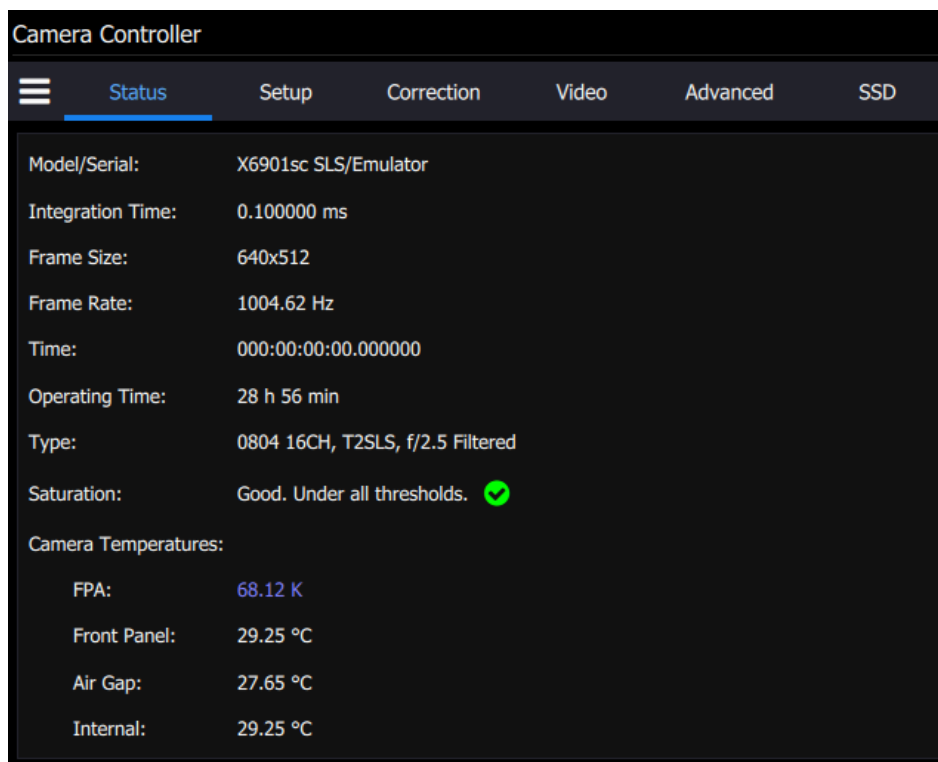 Camera Controller
Status Setup Correction Video Advanced SSD
Model/Serial: X6901sc SLS/Emulator
Integration Time: 0.100000 ms
Frame Size: 640x512
Frame Rate: 1004.62 Hz
Time: 000:00:00:00.000000
Operating Time: 28 h 56 min
Type: 0804 16CH, T2SLS, f/2.5 Filtered
Saturation: Good. Under all thresholds.
Camera Temperatures:
FPA: 68.12 K
Front Panel: 29.25 °C
Air Gap: 27.65 °C
Internal: 29.25 °C